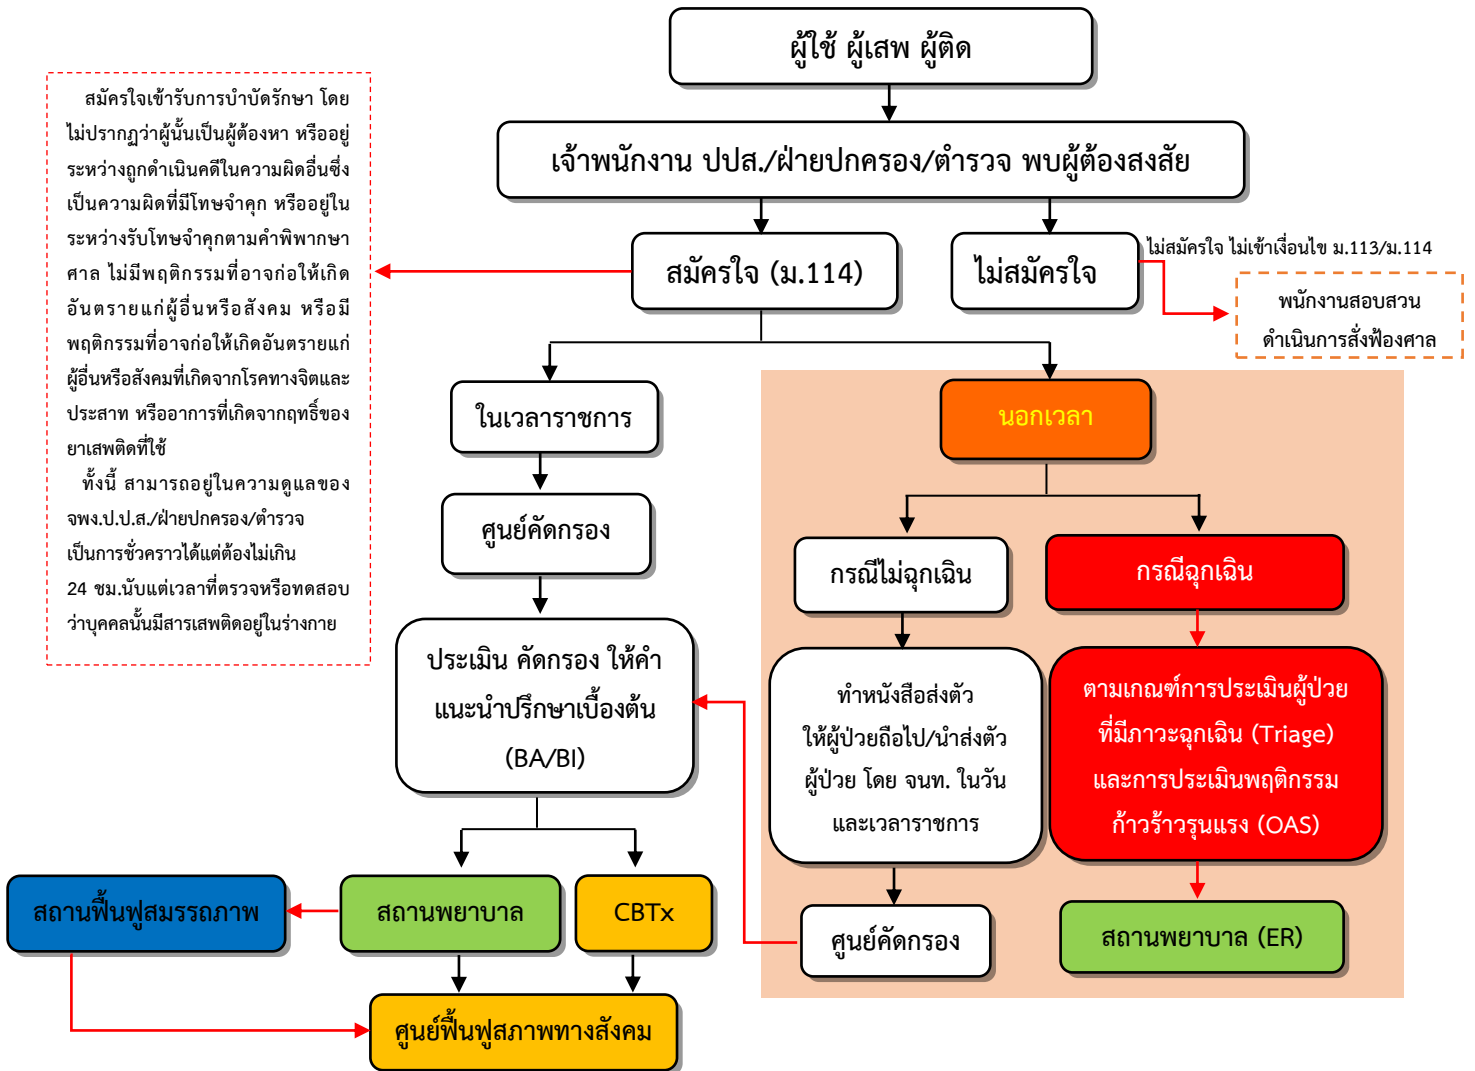 ผู้ใช้ ผู้เสพ ผู้ติด
เจ้าพนักงาน ปปส./ฝ่ายปกครอง/ตำรวจ พบผู้ต้องสงสัย
สมัครใจเข้ารับการบำบัดรักษา โดย
ไม่ปรากฏว่าผู้นั้นเป็นผู้ต้องหา หรืออยู่
ระหว่างถูกดำเนินคดีในความผิดอื่นซึ่ง
เป็นความผิดที่มีโทษจำคุก หรืออยู่ใน
ระหว่างรับโทษจำคุกตามคำพิพากษา
ศาล ไม่มีพฤติกรรมที่อาจก่อให้เกิด
อันตรายแก่ผู้อื่นหรือสังคม หรือมี
พฤติกรรมที่อาจก่อให้เกิดอันตรายแก่
ผู้อื่นหรือสังคมที่เกิดจากโรคทางจิตและ
ประสาท หรืออาการที่เกิดจากฤทธิ์ของ
ยาเสพติดที่ใช้
ทั้งนี้ สามารถอยู่ในความดูแลของ
จพง.ป.ป.ส./ฝ่ายปกครอง/ตำรวจ
เป็นการชั่วคราวได้แต่ต้องไม่เกิน
24 ชม.นับแต่เวลาที่ตรวจหรือทดสอบ
ว่าบุคคลนั้นมีสารเสพติดอยู่ในร่างกาย
สมัครใจ (ม.114)
ไม่สมัครใจ
ไม่สมัครใจ ไม่เข้าเงื่อนไข ม.113/ม.114
พนักงานสอบสวน
ดำเนินการสั่งฟ้องศาล
ในเวลาราชการ
นอกเวลา
ศูนย์คัดกรอง
กรณีไม่ฉุกเฉิน
กรณีฉุกเฉิน
ประเมิน คัดกรอง ให้คำ
แนะนำปรึกษาเบื้องต้น
(BA/BI)
ทำหนังสือส่งตัว
ให้ผู้ป่วยถือไป/นำส่งตัว
ผู้ป่วย โดย จนท. ในวัน
และเวลาราชการ
ตามเกณฑ์การประเมินผู้ป่วย
ที่มีภาวะฉุกเฉิน (Triage)
และการประเมินพฤติกรรม
ก้าวร้าวรุนแรง (OAS)
สถานฟื้นฟูสมรรถภาพ
สถานพยาบาล
CBTx
ศูนย์คัดกรอง
สถานพยาบาล (ER)
ศูนย์ฟื้นฟูสภาพทางสังคม